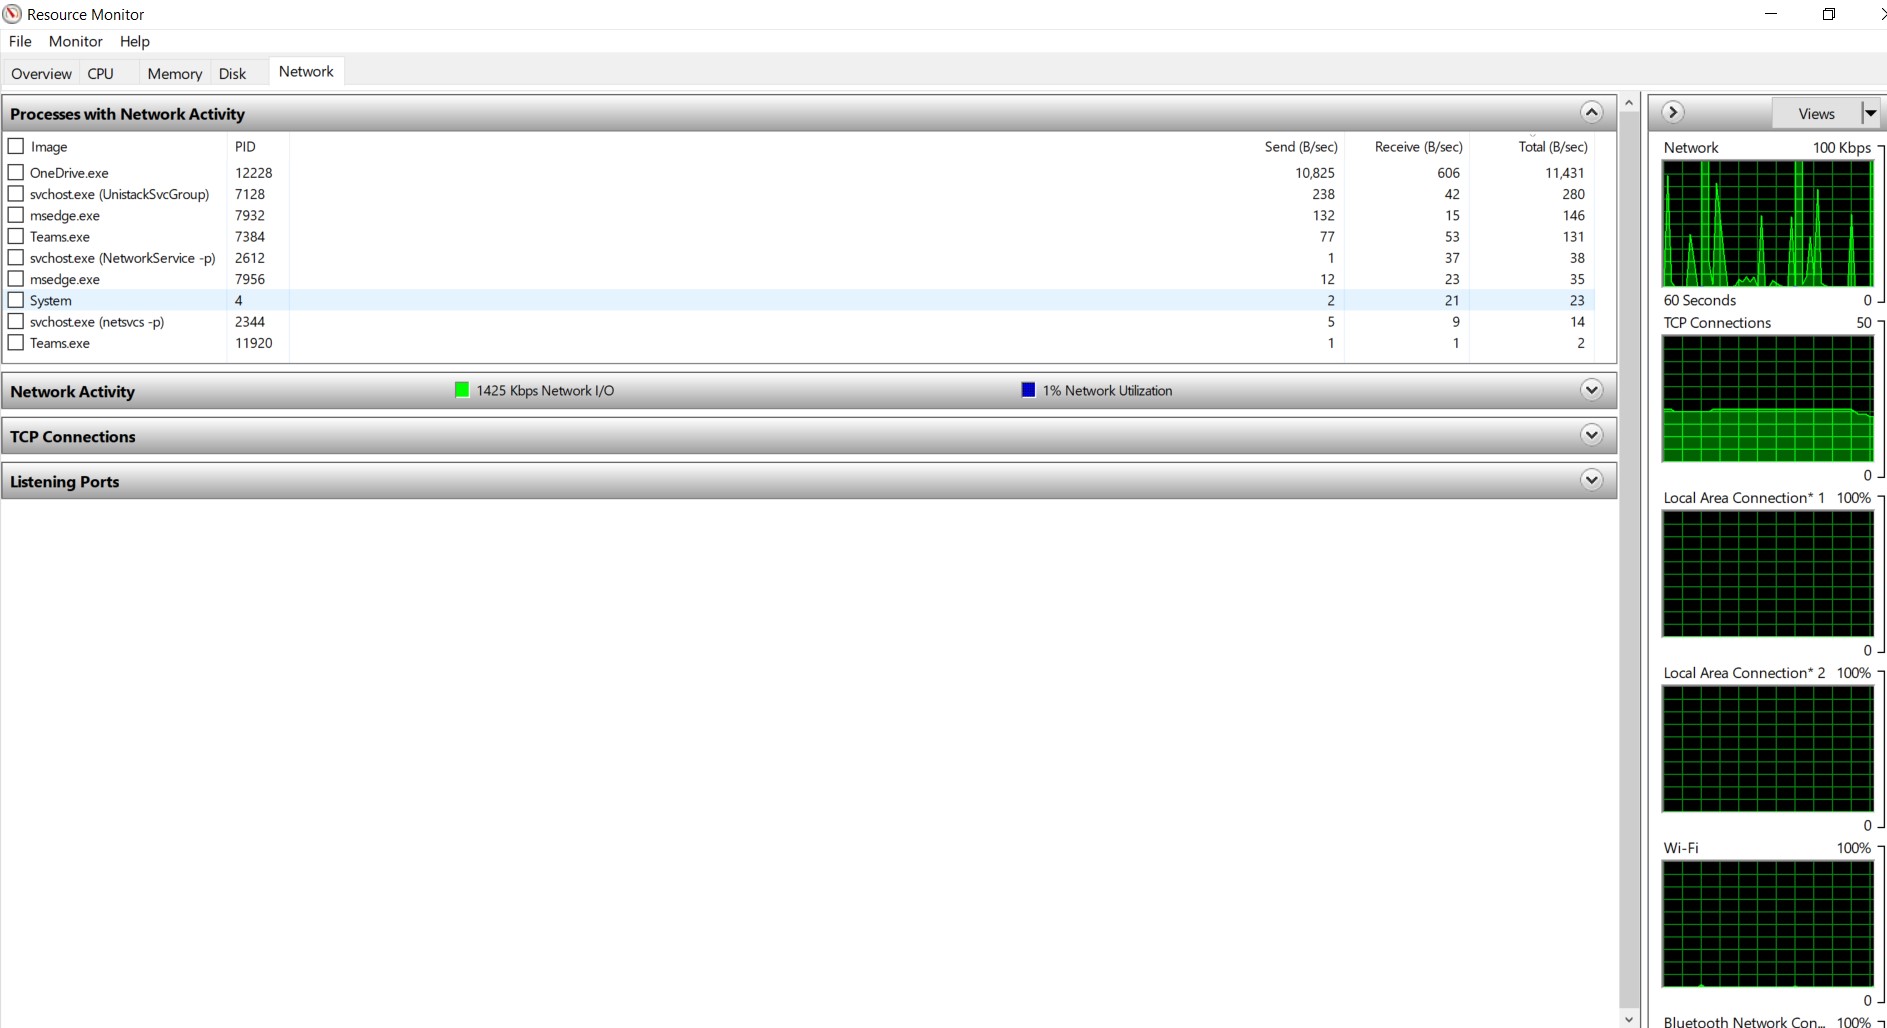 Resource Monitor
File Monitor Help
Overview CPU Memory Disk Network
Processes with Network Activity
Image PID Send (B/sec) Receive (B/sec) Total (B/sec)
OneDrive.exe 12228 10,825 606 11,431
svchost.exe (UnistackSvcGroup) 7128 238 42 280
msedge.exe 7932 132 15 146
Teams.exe 7384 77 53 131
svchost.exe (NetworkService -p) 2612 1 37 38
msedge.exe 7956 12 23 35
System 4 2 21 23
svchost.exe (netsvcs -p) 2344 5 9 14
Teams.exe 11920 1 1 2
Network Activity 1425 Kbps Network I/O 1% Network Utilization
TCP Connections
Listening Ports
Views
Network 100 Kbps
60 Seconds 0
TCP Connections 50
0
Local Area Connection* 1 100%
0
Local Area Connection* 2 100%
0
Wi-Fi 100%
0
Bluetooth Network Con... 100%